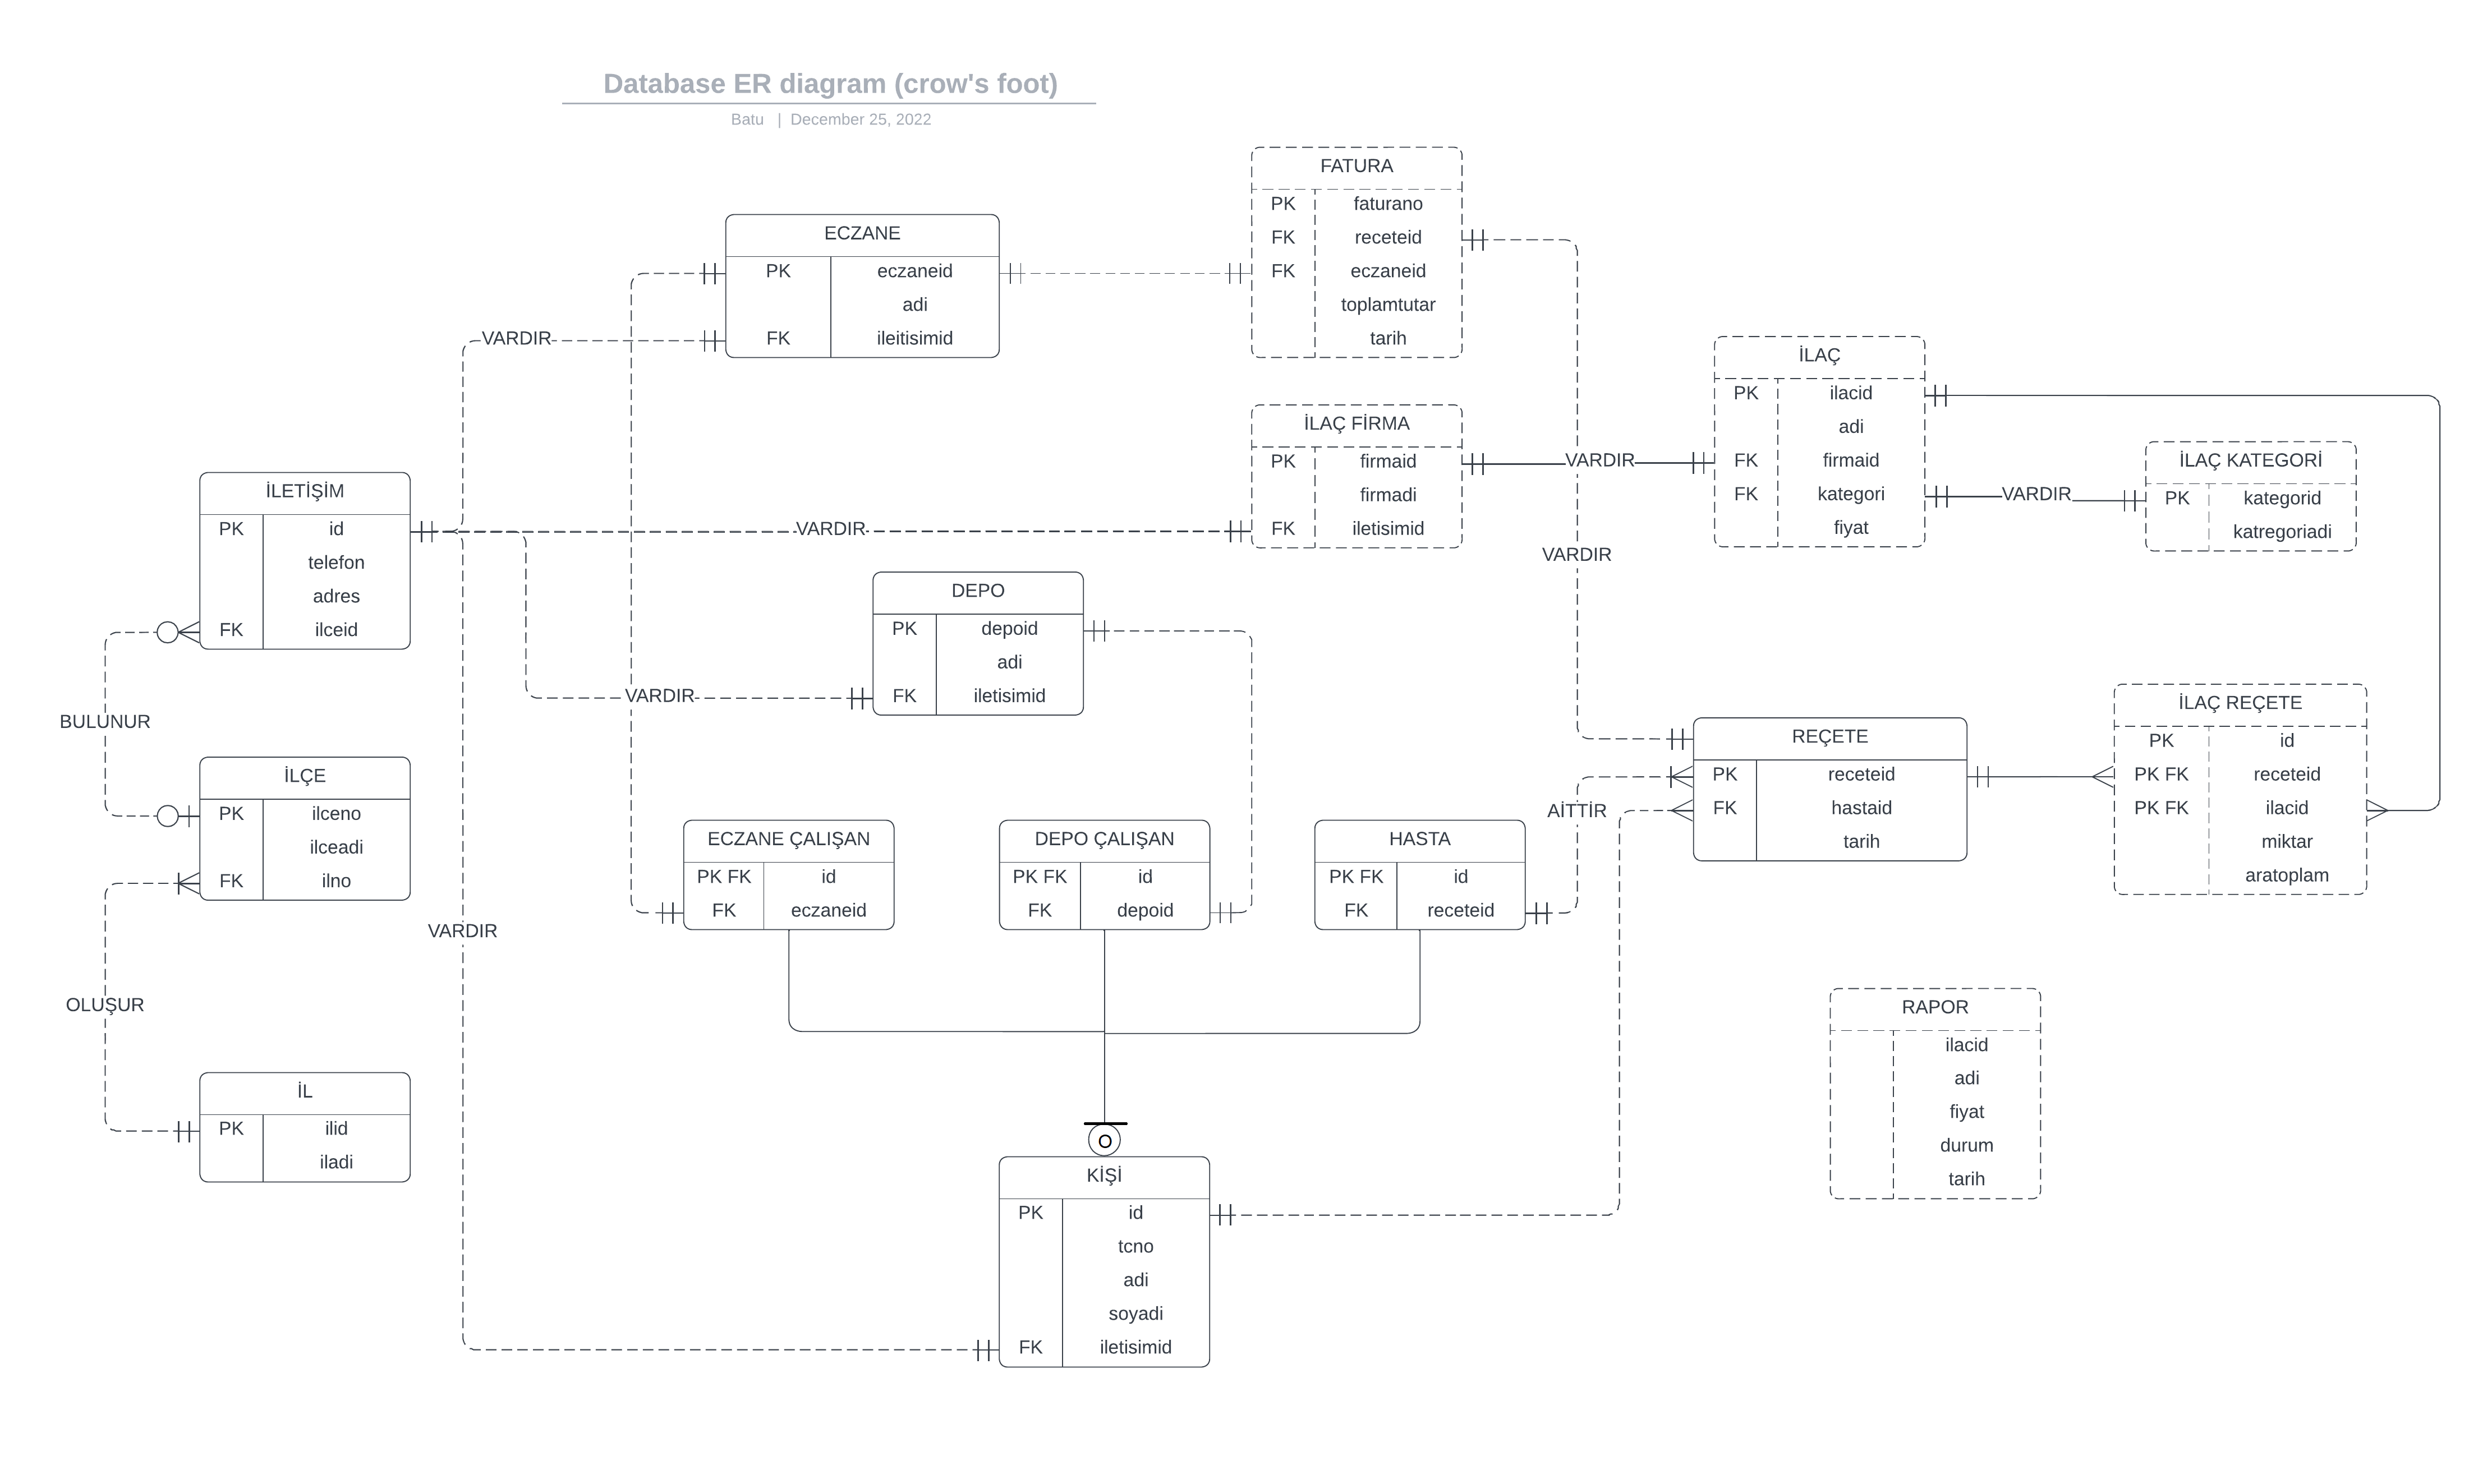 Database ER diagram (crow's foot)
Batu | December 25, 2022
FATURA
PK faturano
FK receteid
FK eczaneid
toplamtutar
tarih
ECZANE
PK eczaneid
adi
FK ileitisimid
VARDIR
İLAÇ
PK ilacid
adi
FK firmaid
FK kategori
fiyat
İLAÇ FİRMA
PK firmaid
firmadi
FK iletisimid
VARDIR
İLAÇ KATEGORİ
PK kategorid
katregoriadi
VARDIR
İLETİŞİM
PK id
telefon
adres
FK ilceid
VARDIR
VARDIR
DEPO
PK depoid
adi
FK iletisimid
VARDIR
BULUNUR
İLÇE
PK ilceno
ilceadi
FK ilno
REÇETE
PK receteid
FK hastaid
tarih
İLAÇ REÇETE
PK id
PK FK receteid
PK FK ilacid
miktar
aratoplam
AİTTİR
ECZANE ÇALIŞAN
PK FK id
FK eczaneid
DEPO ÇALIŞAN
PK FK id
FK depoid
HASTA
PK FK id
FK receteid
VARDIR
OLUŞUR
İL
PK ilid
iladi
RAPOR
ilacid
adi
fiyat
durum
tarih
O
KİŞİ
PK id
tcno
adi
soyadi
FK iletisimid